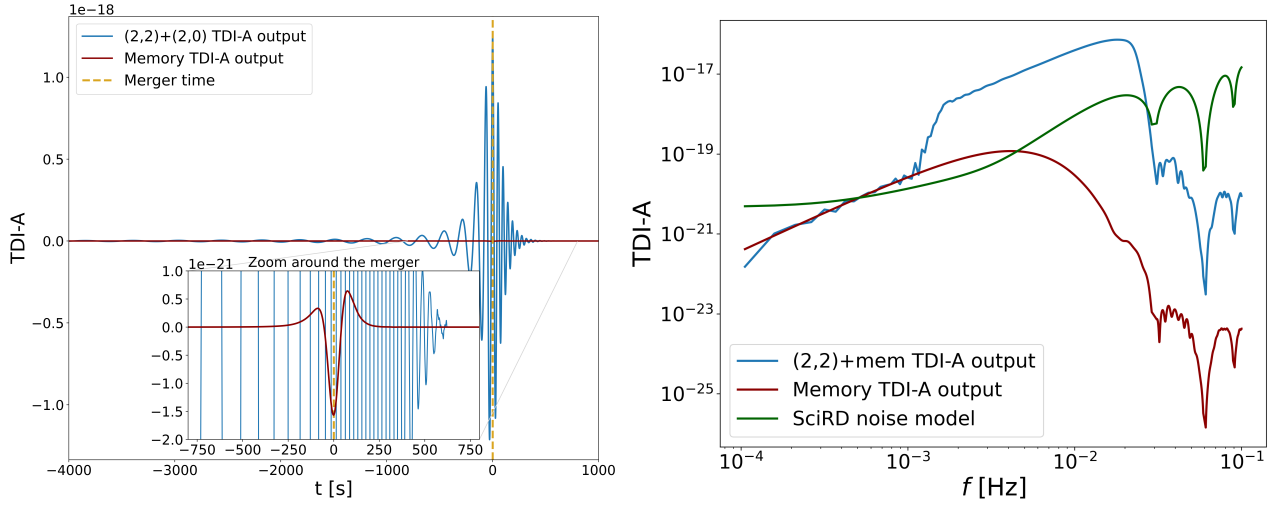 1e−18
(2,2)+(2,0) TDI-A output
Memory TDI-A output
Merger time
TDI-A
1.0
0.5
0.0
−0.5
−1.0
1e−21 Zoom around the merger
1.0
0.5
0.0
−0.5
−1.0
−1.5
−2.0
−750 −500 −250 0 250 500 750
−4000 −3000 −2000 −1000 0 1000
t [s]
TDI-A
10⁻¹⁷
10⁻¹⁹
10⁻²¹
10⁻²³
10⁻²⁵
(2,2)+mem TDI-A output
Memory TDI-A output
SciRD noise model
10⁻⁴ 10⁻³ 10⁻² 10⁻¹
f [Hz]